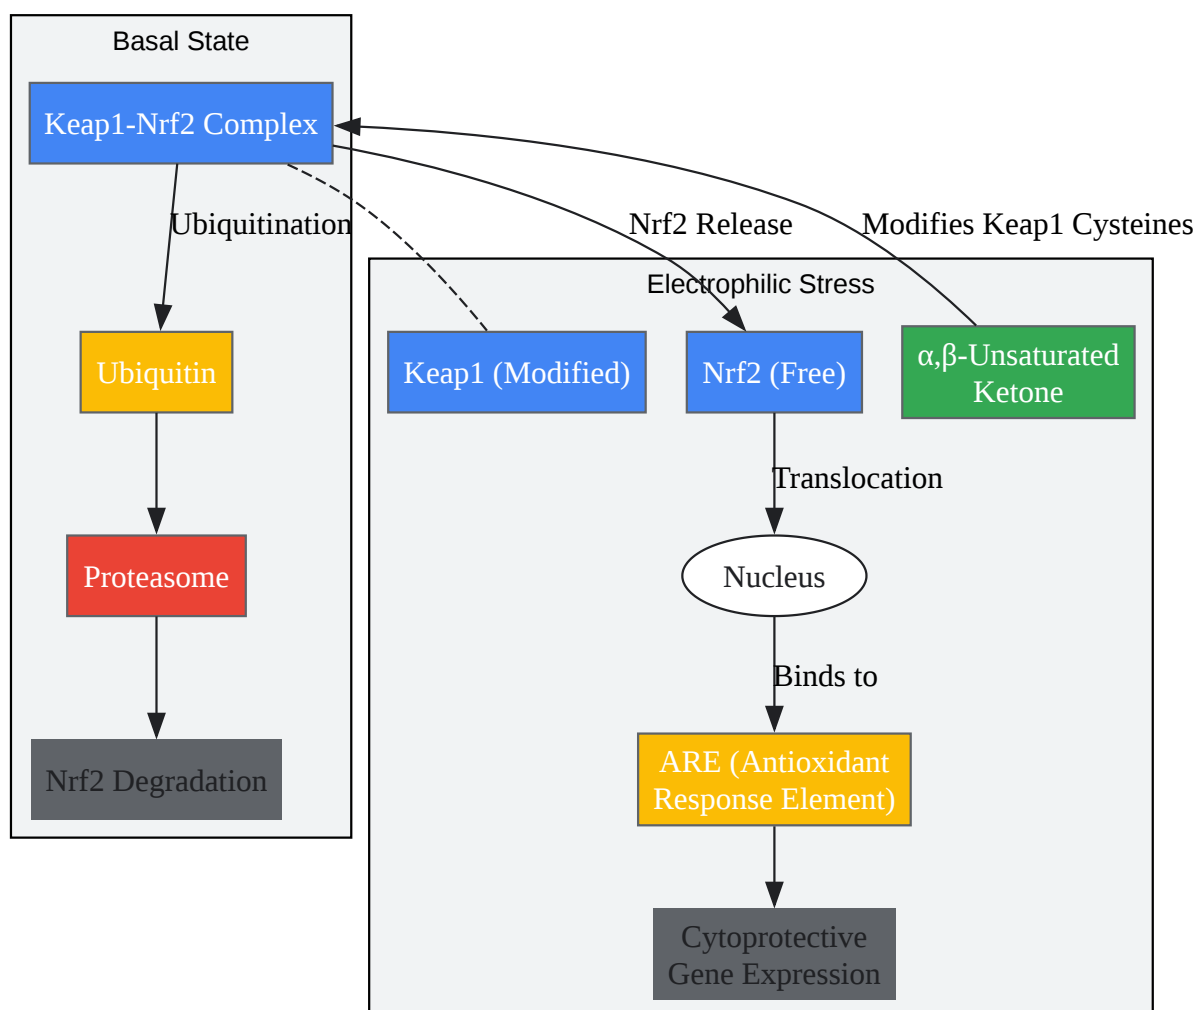 Basal State
Keap1-Nrf2 Complex
Ubiquitination
Nrf2 Release
Modifies Keap1 Cysteines
Electrophilic Stress
Ubiquitin
Keap1 (Modified)
Nrf2 (Free)
α,β-Unsaturated
Ketone
Translocation
Proteasome
Nucleus
Binds to
Nrf2 Degradation
ARE (Antioxidant
Response Element)
Cytoprotective
Gene Expression